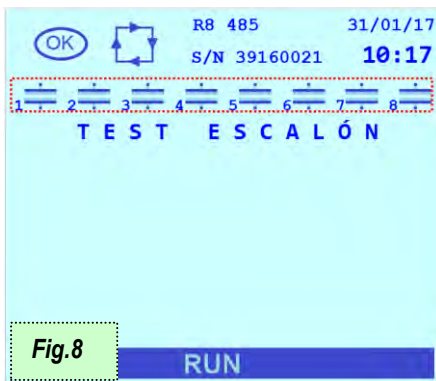 OK R8 485 31/01/17
S/N 39160021 10:17
1 2 3 4 5 6 7 8
TEST ESCALÓN
Fig.8 RUN